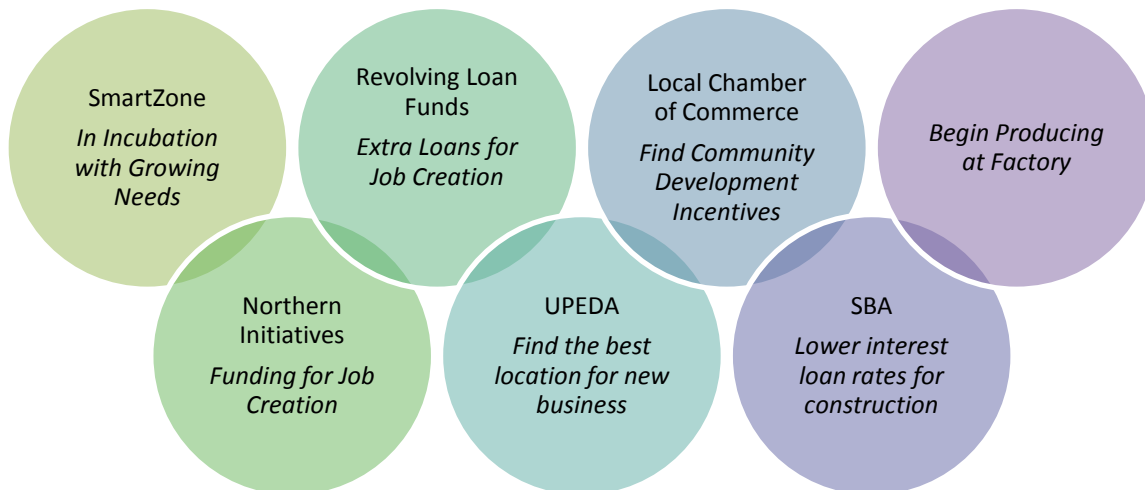 SmartZone
In Incubation
with Growing
Needs
Northern
Initiatives
Funding for Job
Creation
Revolving Loan
Funds
Extra Loans for
Job Creation
UPEDA
Find the best
location for new
business
Local Chamber
of Commerce
Find Community
Development
Incentives
SBA
Lower interest
loan rates for
construction
Begin Producing
at Factory